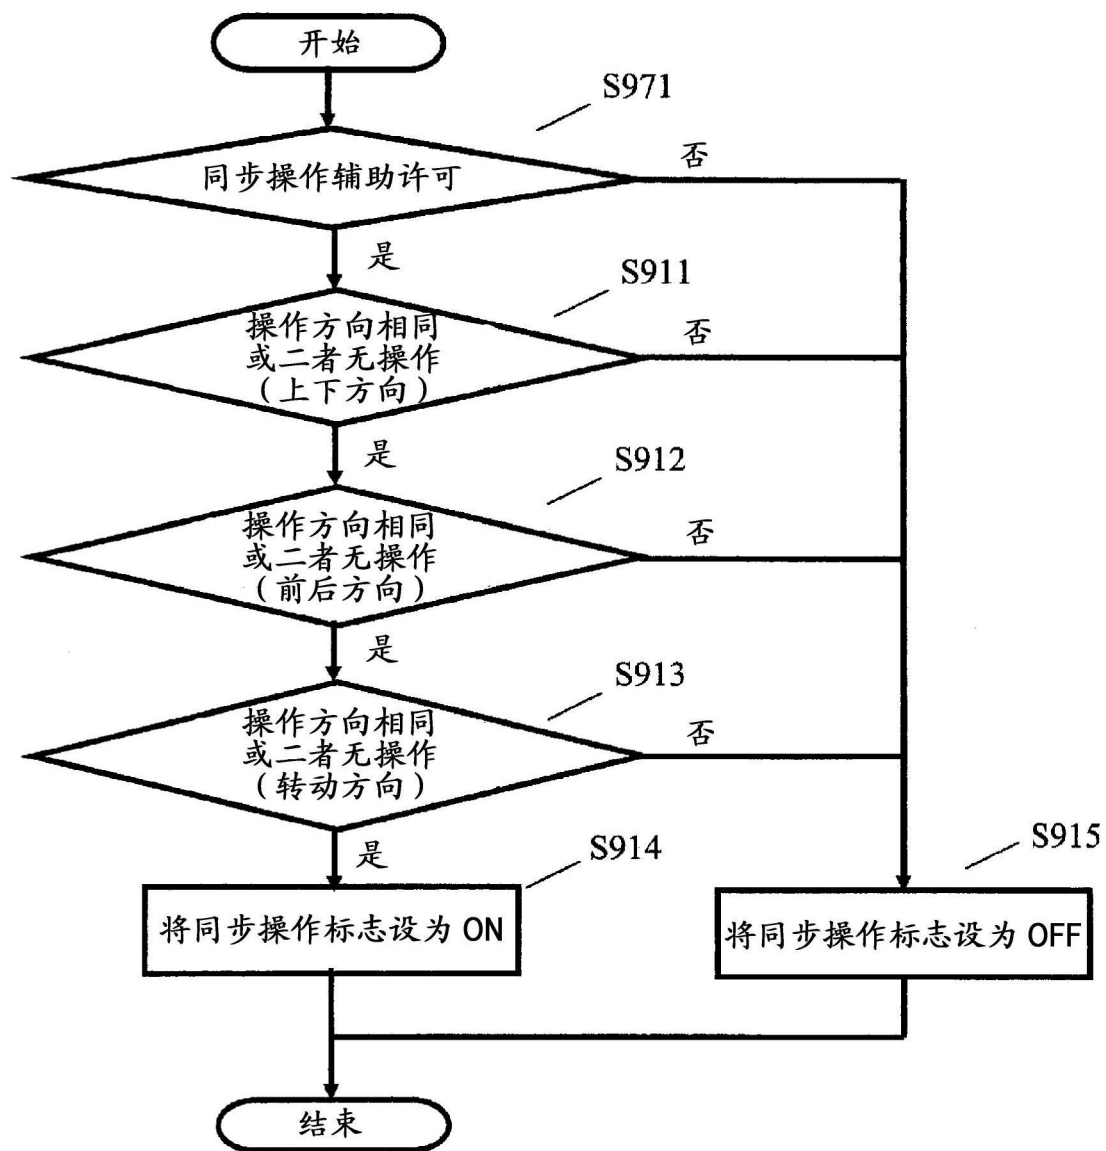 开始
S971
同步操作辅助许可
否
是
S911
操作方向相同
或二者无操作
（上下方向）
否
是
S912
操作方向相同
或二者无操作
（前后方向）
否
是
S913
操作方向相同
或二者无操作
（转动方向）
否
是
S914
将同步操作标志设为 ON
S915
将同步操作标志设为 OFF
结束